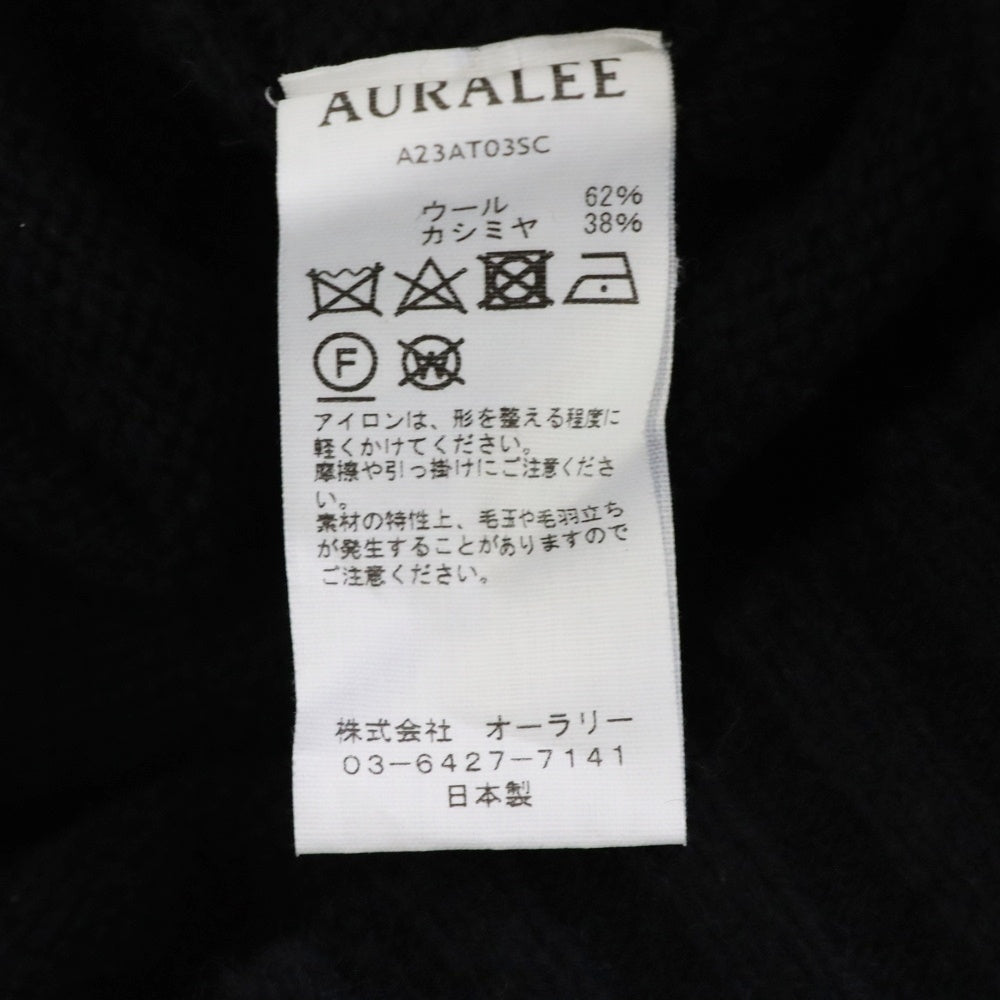 AURALEE
A23AT03SC
ウール 62%
カシミヤ 38%
F
W
アイロンは、形を整える程度に
軽くかけてください。
摩擦や引っ掛けにご注意くださ
い。
素材の特性上、毛玉や毛羽立ち
が発生することがありますので
ご注意ください。
株式会社 オーラリー
03-6427-7141
日本製